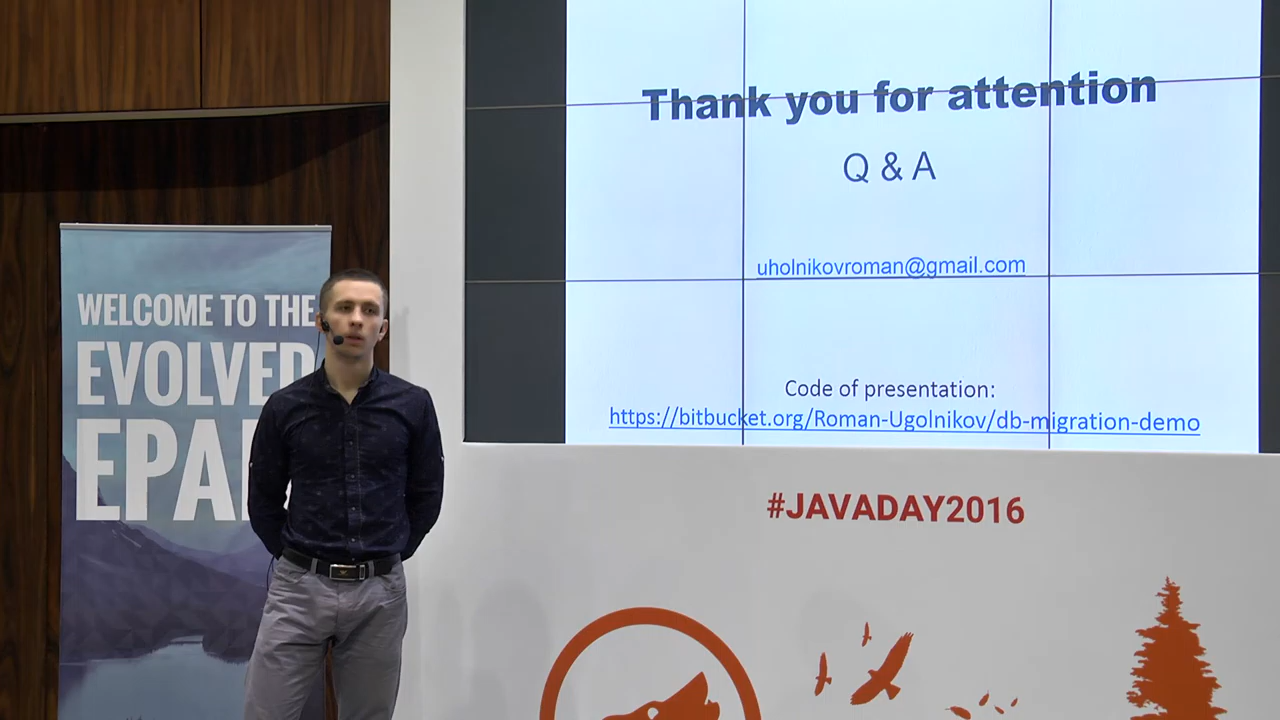 Thank you for attention
Q & A
uholnikovroman@gmail.com
Code of presentation:
https://bitbucket.org/Roman-Ugolnikov/db-migration-demo
WELCOME TO THE
EVOLVED
#JAVADAY2016